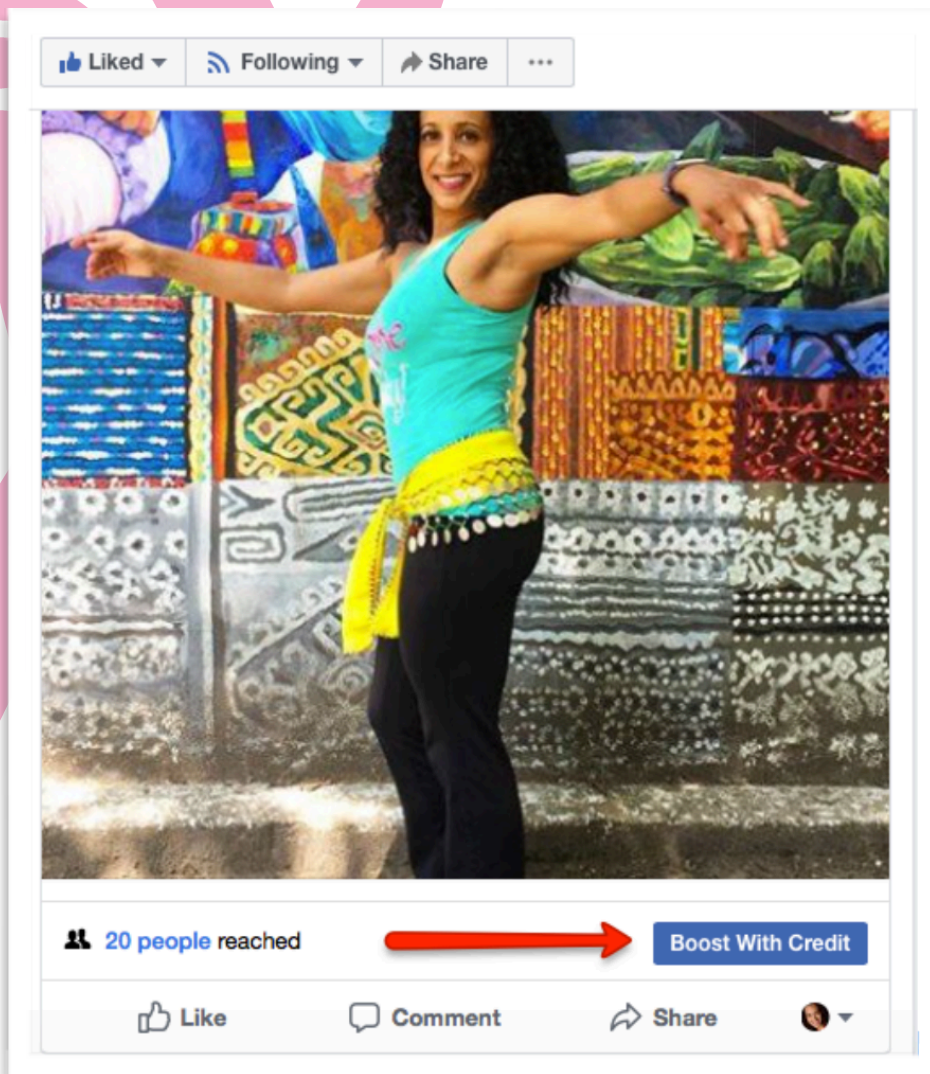 Liked Following Share ...
20 people reached Boost With Credit
Like Comment Share